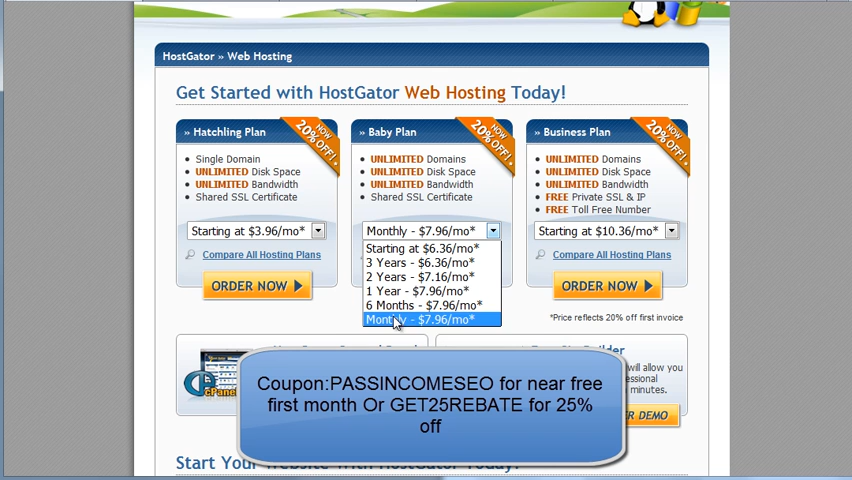 HostGator » Web Hosting
Get Started with HostGator Web Hosting Today!
» Hatchling Plan
NOW 20% OFF!
• Single Domain
• UNLIMITED Disk Space
• UNLIMITED Bandwidth
• Shared SSL Certificate
Starting at $3.96/mo*
Compare All Hosting Plans
ORDER NOW
» Baby Plan
NOW 20% OFF!
• UNLIMITED Domains
• UNLIMITED Disk Space
• UNLIMITED Bandwidth
• Shared SSL Certificate
Monthly - $7.96/mo*
Starting at $6.36/mo*
3 Years - $6.36/mo*
2 Years - $7.16/mo*
1 Year - $7.96/mo*
6 Months - $7.96/mo*
Monthly - $7.96/mo*
» Business Plan
NOW 20% OFF!
• UNLIMITED Domains
• UNLIMITED Disk Space
• UNLIMITED Bandwidth
• FREE Private SSL & IP
• FREE Toll Free Number
Starting at $10.36/mo*
Compare All Hosting Plans
ORDER NOW
*Price reflects 20% off first invoice
will allow you
minutes.
DEMO
Coupon:PASSINCOMESEO for near free
first month Or GET25REBATE for 25%
off
Start Your Website with HostGator Today!